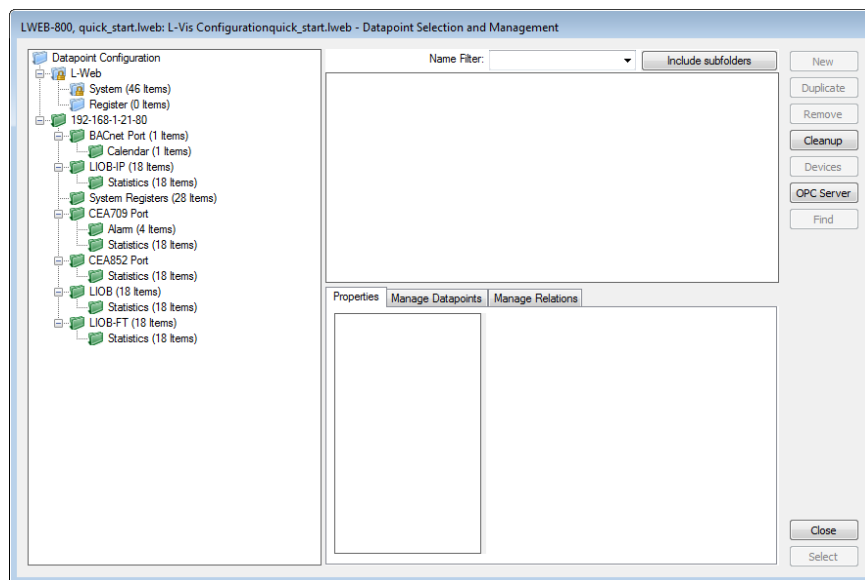 LWEB-800, quick_start.lweb: L-Vis Configurationquick_start.lweb - Datapoint Selection and Management
Datapoint Configuration
L-Web
System (46 Items)
Register (0 Items)
192-168-1-21-80
BACnet Port (1 Items)
Calendar (1 Items)
LIOB-IP (18 Items)
Statistics (18 Items)
System Registers (28 Items)
CEA709 Port
Alarm (4 Items)
Statistics (18 Items)
CEA852 Port
Statistics (18 Items)
LIOB (18 Items)
Statistics (18 Items)
LIOB-FT (18 Items)
Statistics (18 Items)
Name Filter:
Include subfolders
Properties
Manage Datapoints
Manage Relations
New
Duplicate
Remove
Cleanup
Devices
OPC Server
Find
Close
Select